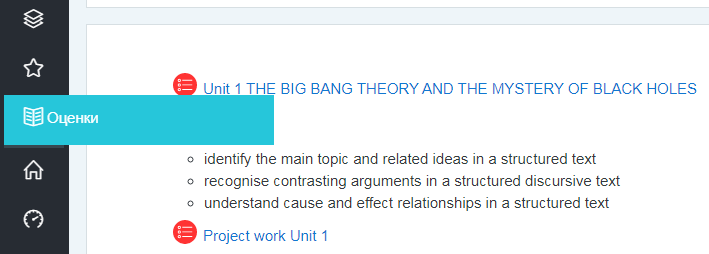 Unit 1 THE BIG BANG THEORY AND THE MYSTERY OF BLACK HOLES
Оценки
identify the main topic and related ideas in a structured text
recognise contrasting arguments in a structured discursive text
understand cause and effect relationships in a structured text
Project work Unit 1